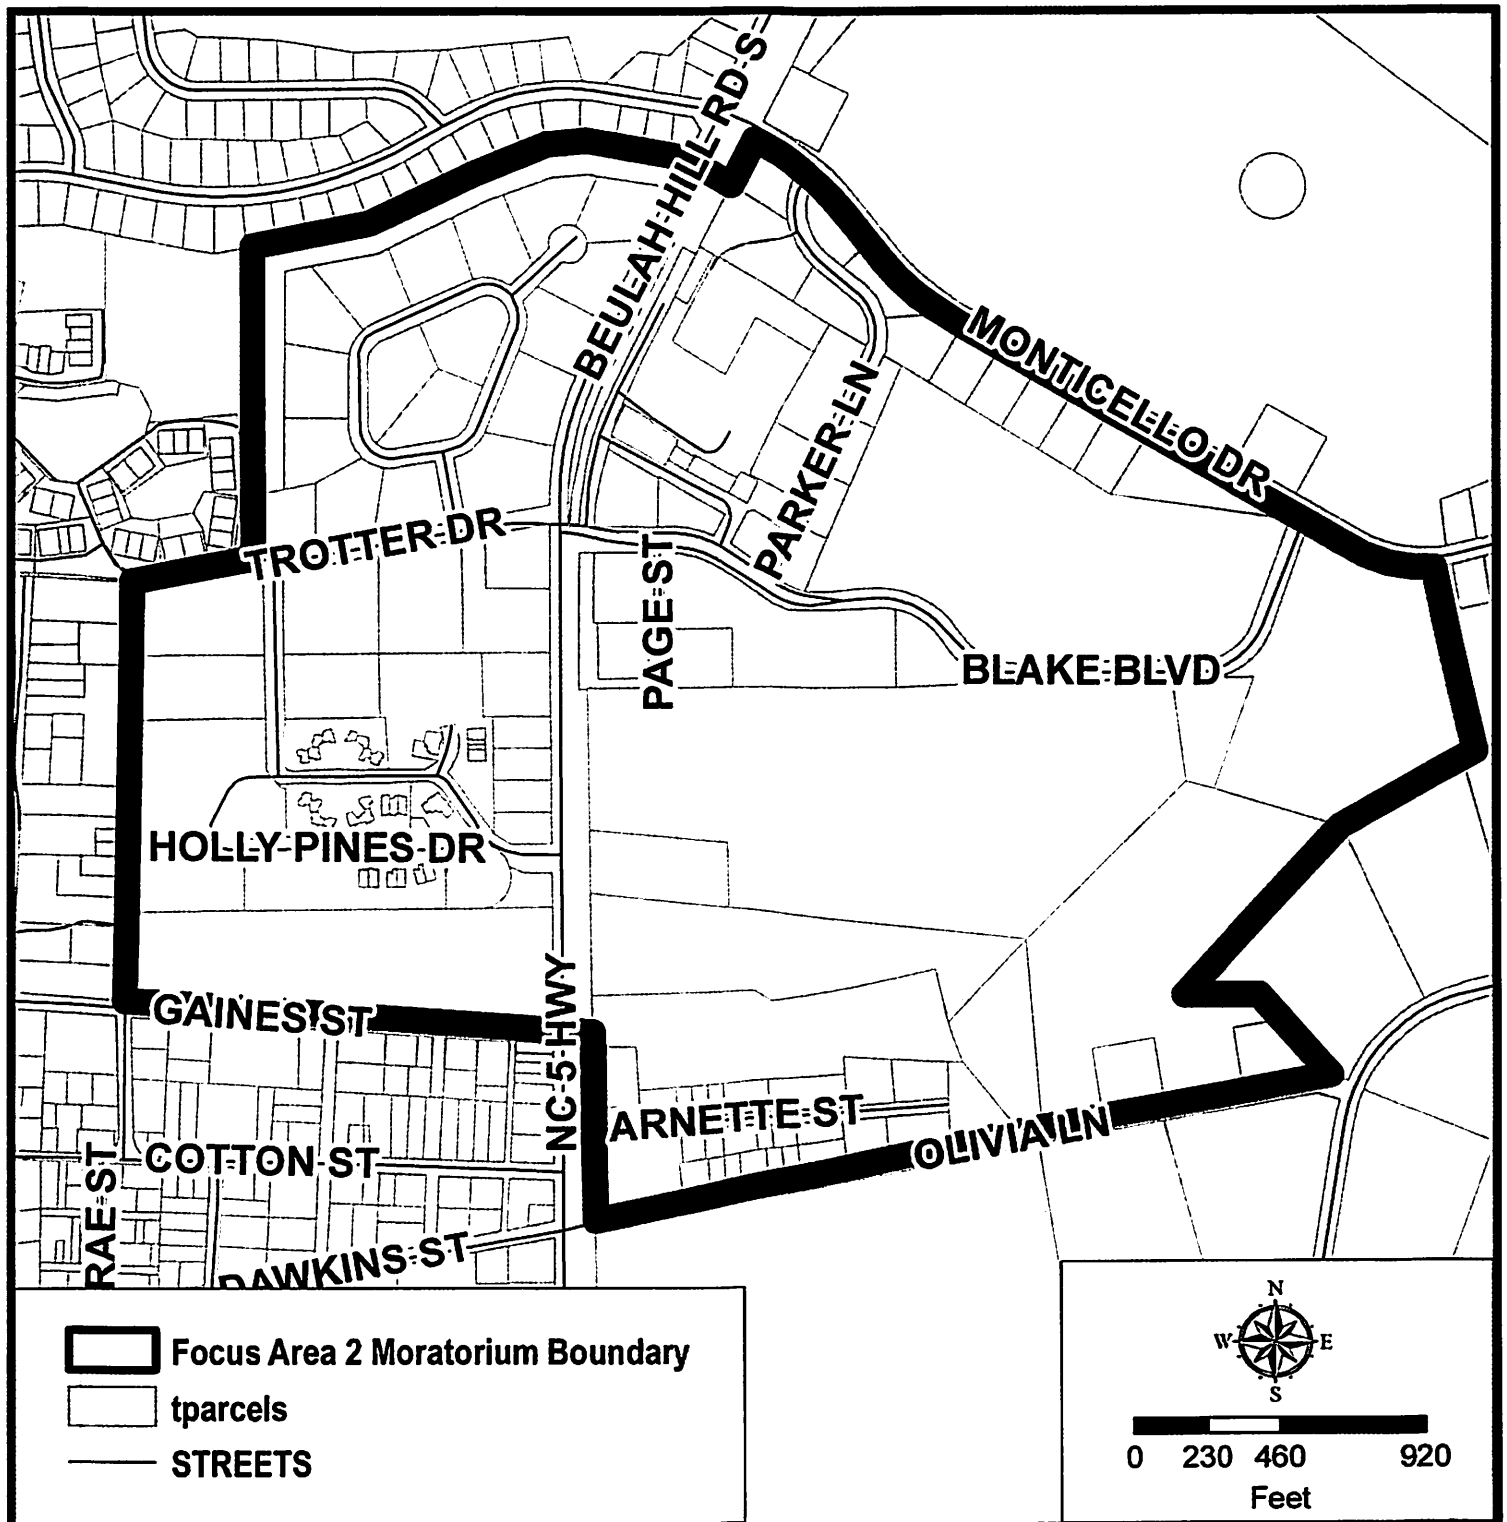 BEULAH HILL RD S
MONTICELLO DR
PARKER LN
TROTTER DR
PAGE ST
BLAKE BLVD
HOLLY PINES DR
NC 5 HWY
GAINES ST
ARNETTE ST
OLIVIA LN
COTTON ST
RAE ST
DAWKINS ST
Focus Area 2 Moratorium Boundary
tparcels
STREETS
N
W E
S
0 230 460 920
Feet